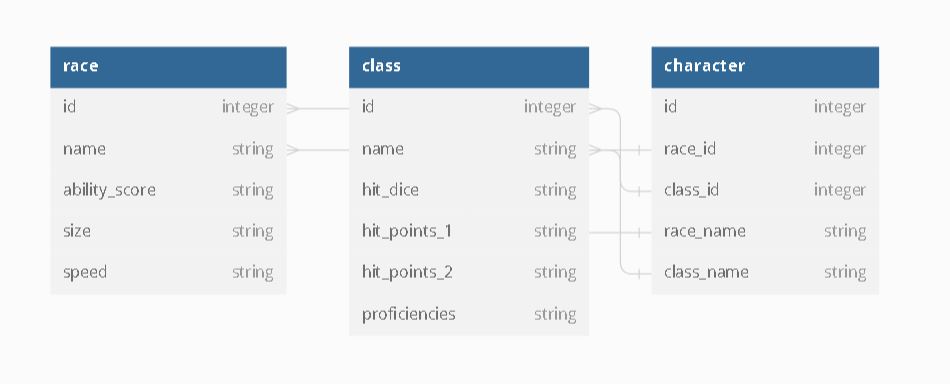 race
id integer
name string
ability_score string
size string
speed string
class
id integer
name string
hit_dice string
hit_points_1 string
hit_points_2 string
proficiencies string
character
id integer
race_id integer
class_id integer
race_name string
class_name string